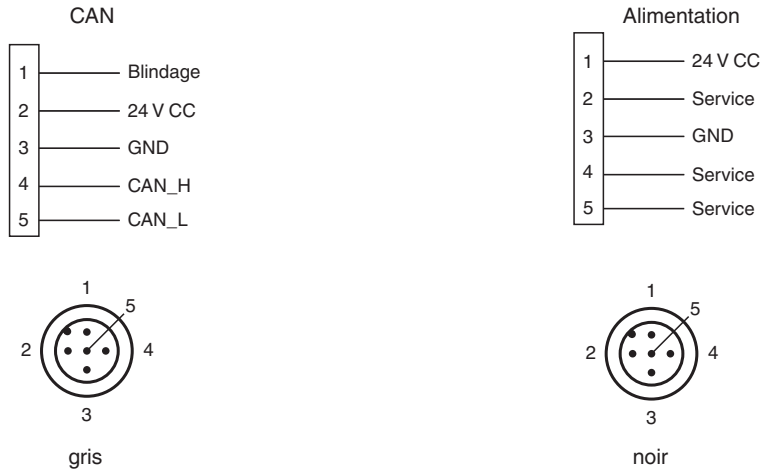 CAN
1 Blindage
2 24 V CC
3 GND
4 CAN_H
5 CAN_L
1
5
2 4
3
gris
Alimentation
1 24 V CC
2 Service
3 GND
4 Service
5 Service
1
5
2 4
3
noir